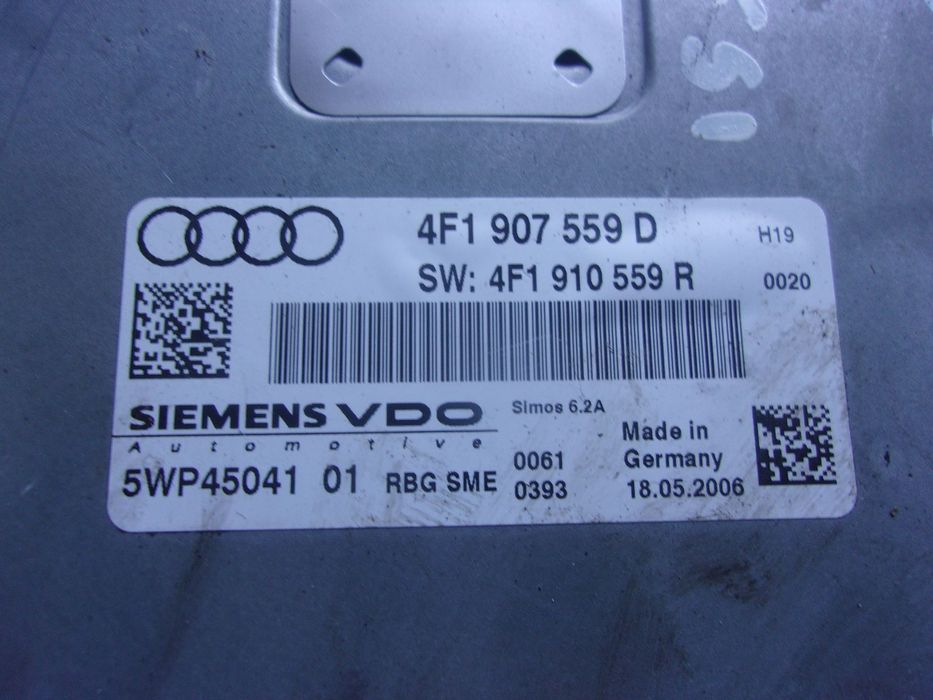 4F1 907 559 D
H19
SW: 4F1 910 559 R
0020
SIEMENS VDO
Automotive
Simos 6.2A
5WP45041 01
RBG SME
0061
0393
Made in
Germany
18.05.2006